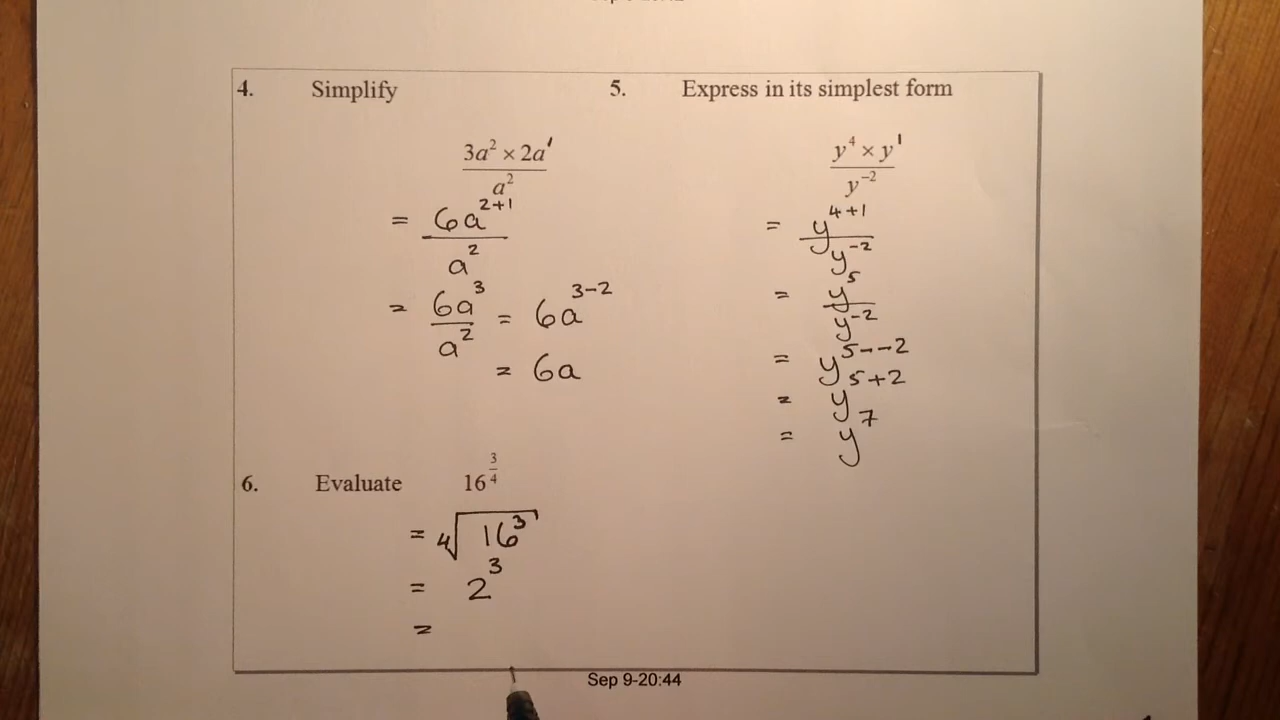 4. Simplify
3a² × 2a¹
a²
= 6a²⁺¹
a²
= 6a³ = 6a³⁻²
a²
= 6a
5. Express in its simplest form
y⁴ × y¹
y⁻²
= y⁴⁺¹
y⁻²
= y⁵
y⁻²
= y⁵⁻⁻²
= y⁵⁺²
= y⁷
6. Evaluate 16^(3/4)
= ⁴√16³
= 2³
=
Sep 9-20:44